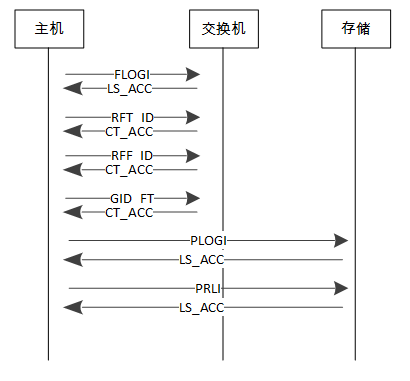 主机
交换机
存储
FLOGI
LS_ACC
RFT_ID
CT_ACC
RFF_ID
CT_ACC
GID_FT
CT_ACC
PLOGI
LS_ACC
PRLI
LS_ACC